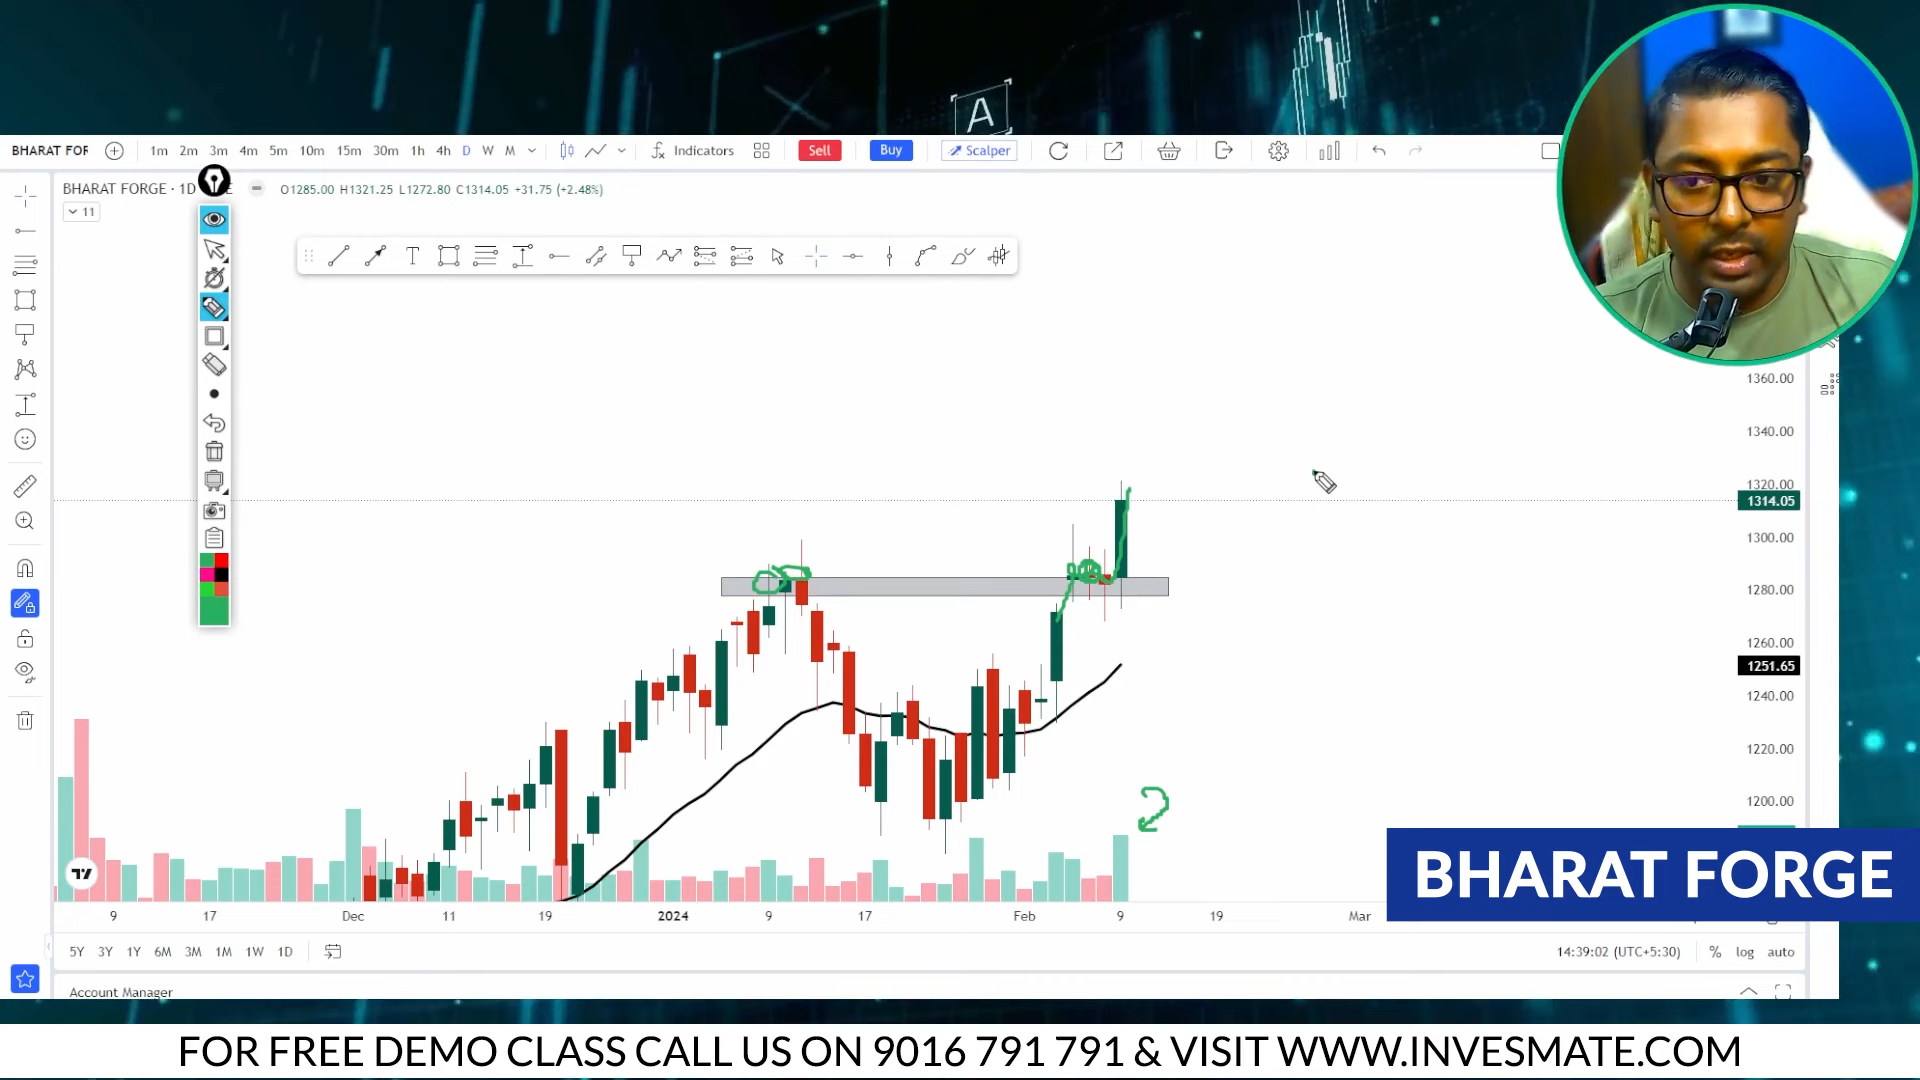 A
BHARAT FOR 1m 2m 3m 4m 5m 10m 15m 30m 1h 4h D W M Indicators Sell Buy Scalper
BHARAT FORGE · 1D E O1285.00 H1321.25 L1272.80 C1314.05 +31.75 (+2.48%)
11
T
1360.00
1340.00
1320.00
1314.05
1300.00
1280.00
1260.00
1251.65
1240.00
1220.00
1200.00
2
BHARAT FORGE
9 17 Dec 11 19 2024 9 17 Feb 9 19 Mar
5Y 3Y 1Y 6M 3M 1M 1W 1D 14:39:02 (UTC+5:30) % log auto
Account Manager
FOR FREE DEMO CLASS CALL US ON 9016 791 791 & VISIT WWW.INVESMATE.COM